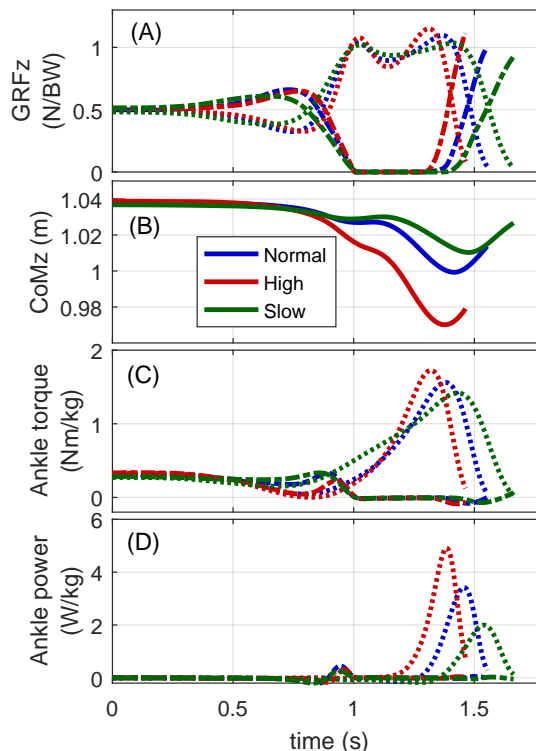 (A)
1
0.5
0
GRFz
(N/BW)
(B)
1.04
1.02
1
0.98
CoMz (m)
Normal
High
Slow
(C)
2
1
0
Ankle torque
(Nm/kg)
(D)
6
4
2
0
Ankle power
(W/kg)
0
0.5
1
1.5
time (s)